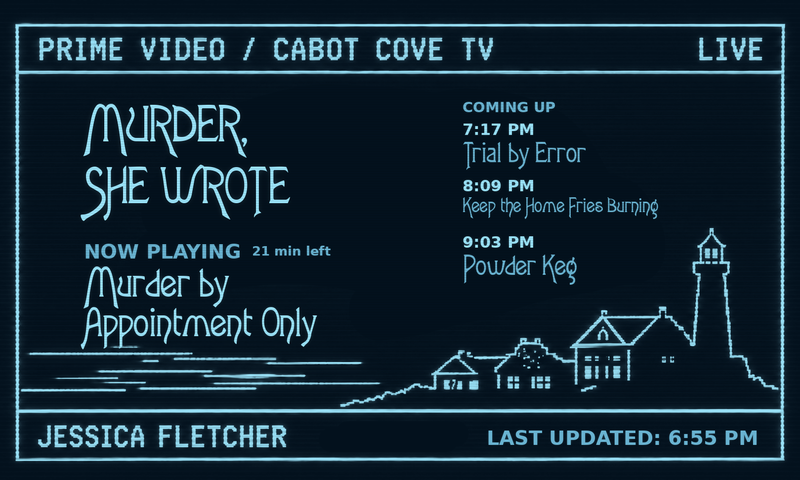 PRIME VIDEO / CABOT COVE TV
LIVE
MURDER,
SHE WROTE
NOW PLAYING 21 min left
Murder by
Appointment Only
COMING UP
7:17 PM
Trial by Error
8:09 PM
Keep the Home Fries Burning
9:03 PM
Powder Keg
JESSICA FLETCHER
LAST UPDATED: 6:55 PM